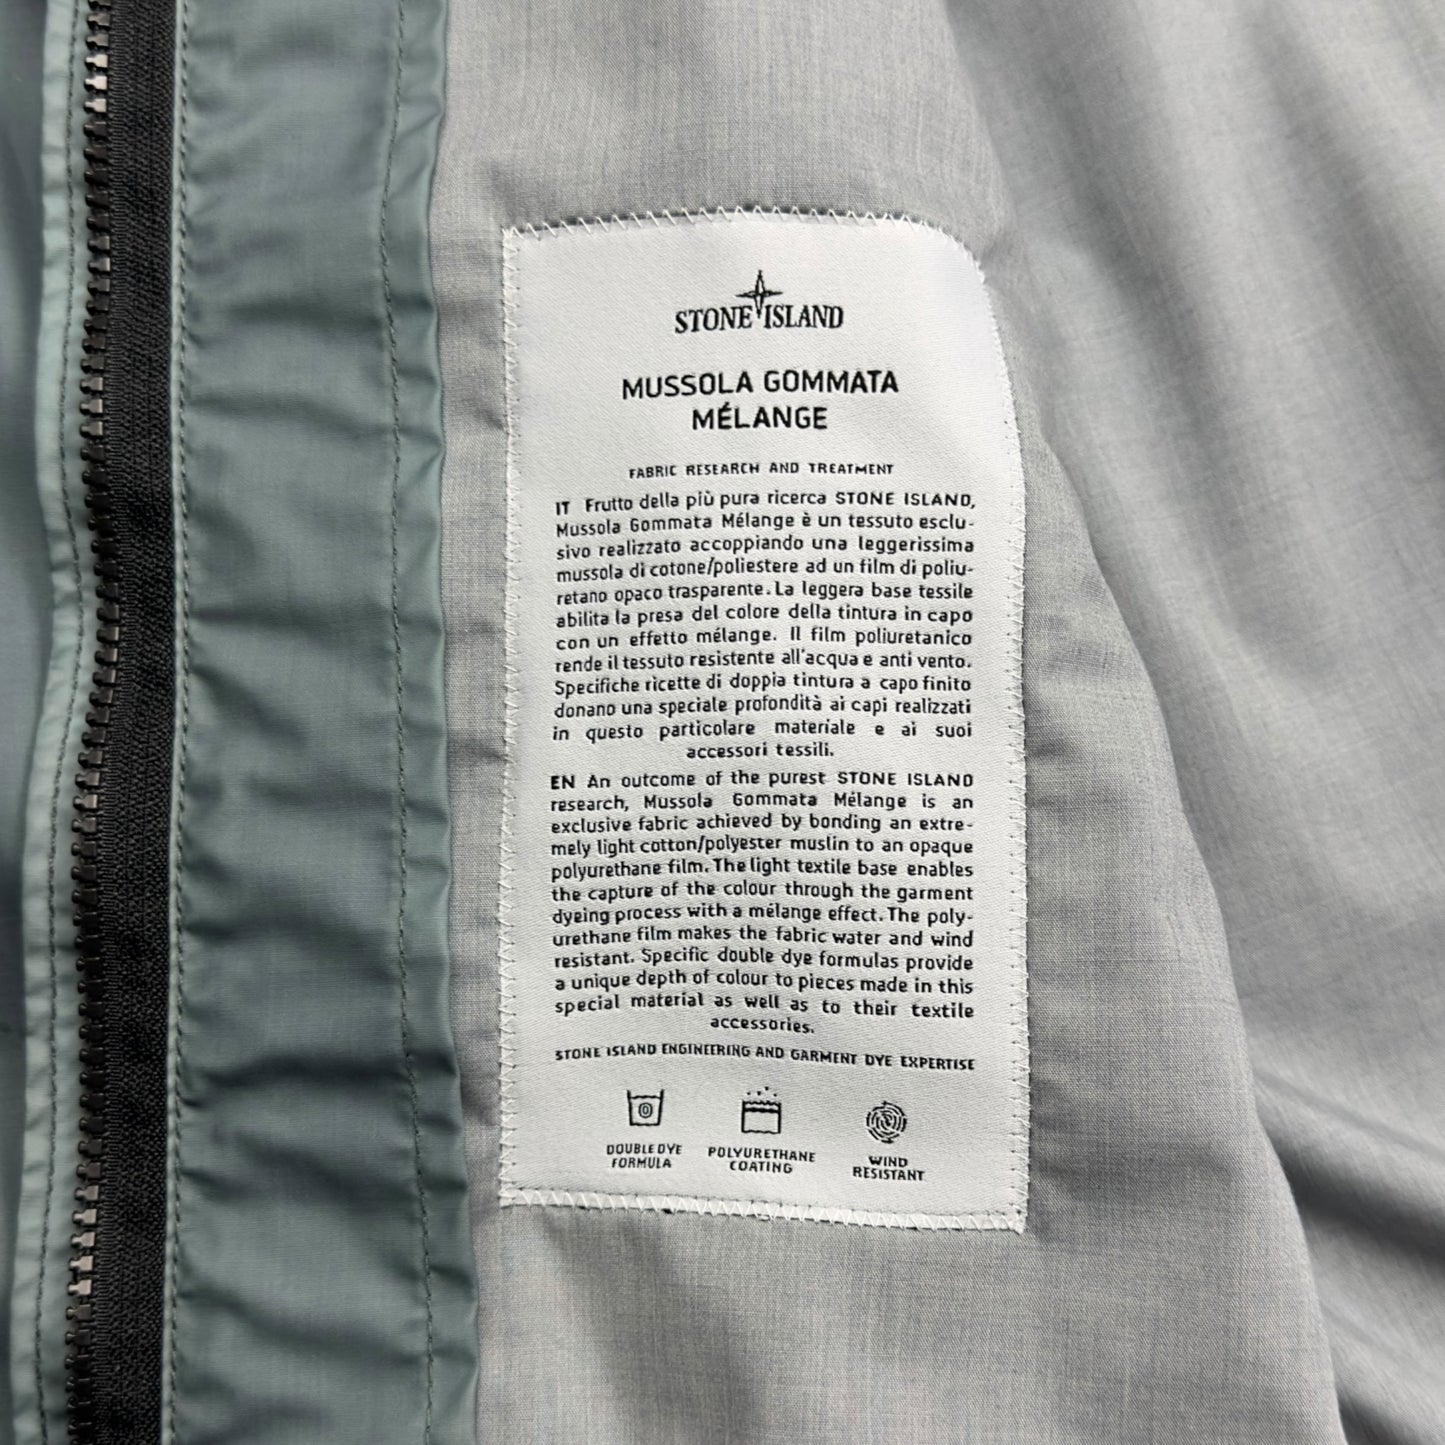 STONE ISLAND
MUSSOLA GOMMATA
MÉLANGE
FABRIC RESEARCH AND TREATMENT
IT Frutto della più pura ricerca STONE ISLAND,
Mussola Gommata Mélange è un tessuto esclu-
sivo realizzato accoppiando una leggerissima
mussola di cotone/poliestere ad un film di poliu-
retano opaco trasparente. La leggera base tessile
abilita la presa del colore della tintura in capo
con un effetto mélange. Il film poliuretanico
rende il tessuto resistente all'acqua e anti vento.
Specifiche ricette di doppia tintura a capo finito
donano una speciale profondità ai capi realizzati
in questo particolare materiale e ai suoi
accessori tessili.
EN An outcome of the purest STONE ISLAND
research, Mussola Gommata Mélange is an
exclusive fabric achieved by bonding an extre-
mely light cotton/polyester muslin to an opaque
polyurethane film. The light textile base enables
the capture of the colour through the garment
dyeing process with a mélange effect. The poly-
urethane film makes the fabric water and wind
resistant. Specific double dye formulas provide
a unique depth of colour to pieces made in this
special material as well as to their textile
accessories.
STONE ISLAND ENGINEERING AND GARMENT DYE EXPERTISE
DOUBLE DYE
FORMULA
POLYURETHANE
COATING
WIND
RESISTANT